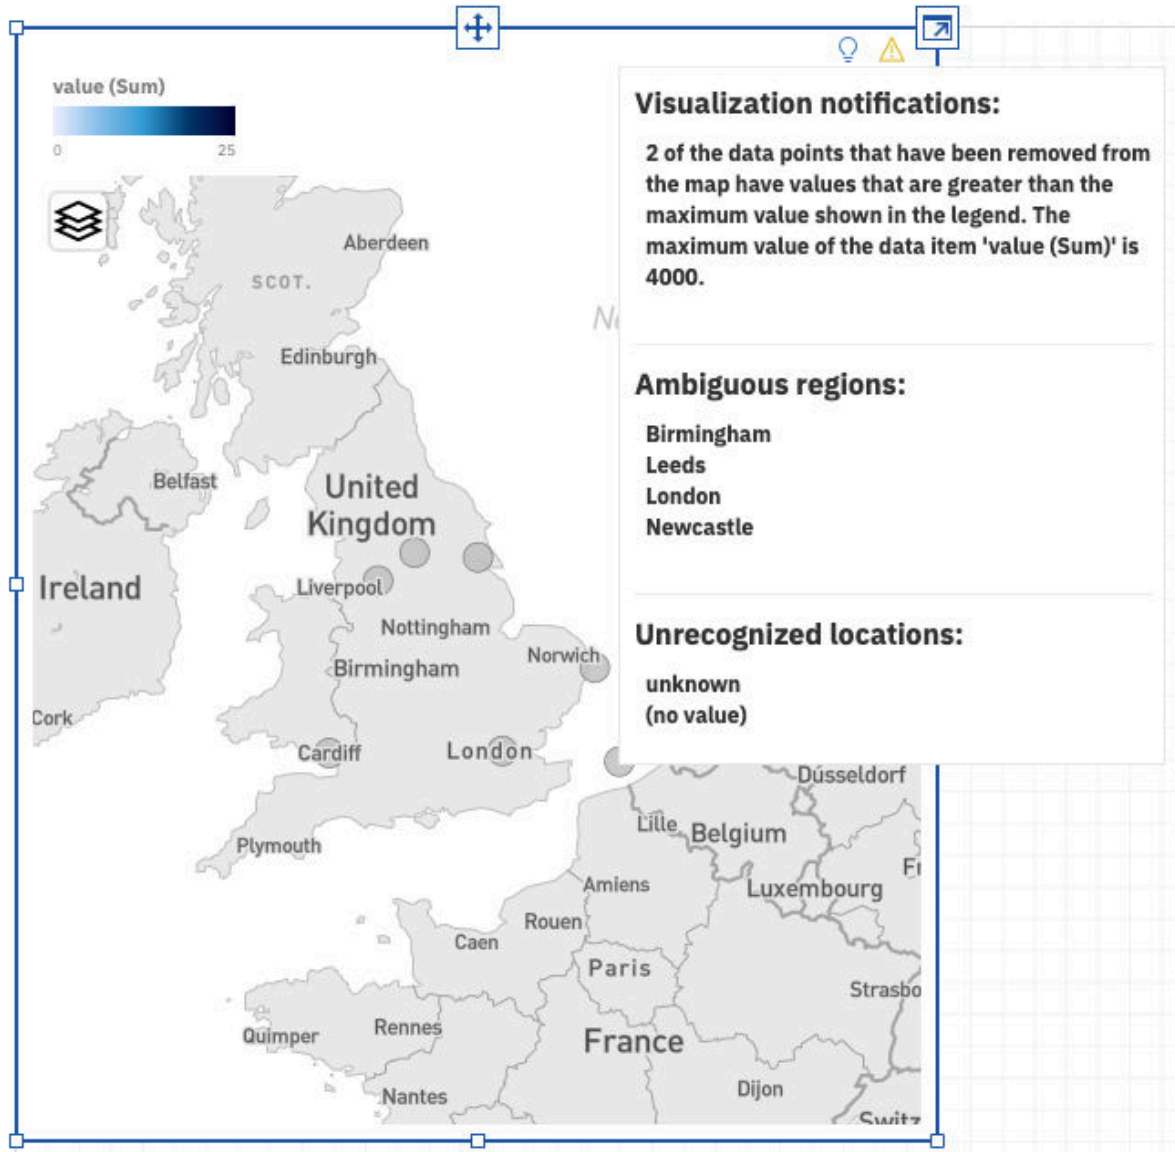 value (Sum)
0 25
Visualization notifications:
2 of the data points that have been removed from
the map have values that are greater than the
maximum value shown in the legend. The
maximum value of the data item 'value (Sum)' is
4000.
Ambiguous regions:
Birmingham
Leeds
London
Newcastle
Unrecognized locations:
unknown
(no value)
Aberdeen
SCOT.
Edinburgh
Belfast
United
Kingdom
Ireland
Liverpool
Nottingham
Norwich
Birmingham
Cork
Cardiff
London
Düsseldorf
Plymouth
Lille
Belgium
Luxembourg
Amiens
Rouen
Caen
Paris
Strasbo
Quimper
Rennes
France
Nantes
Dijon
Switz